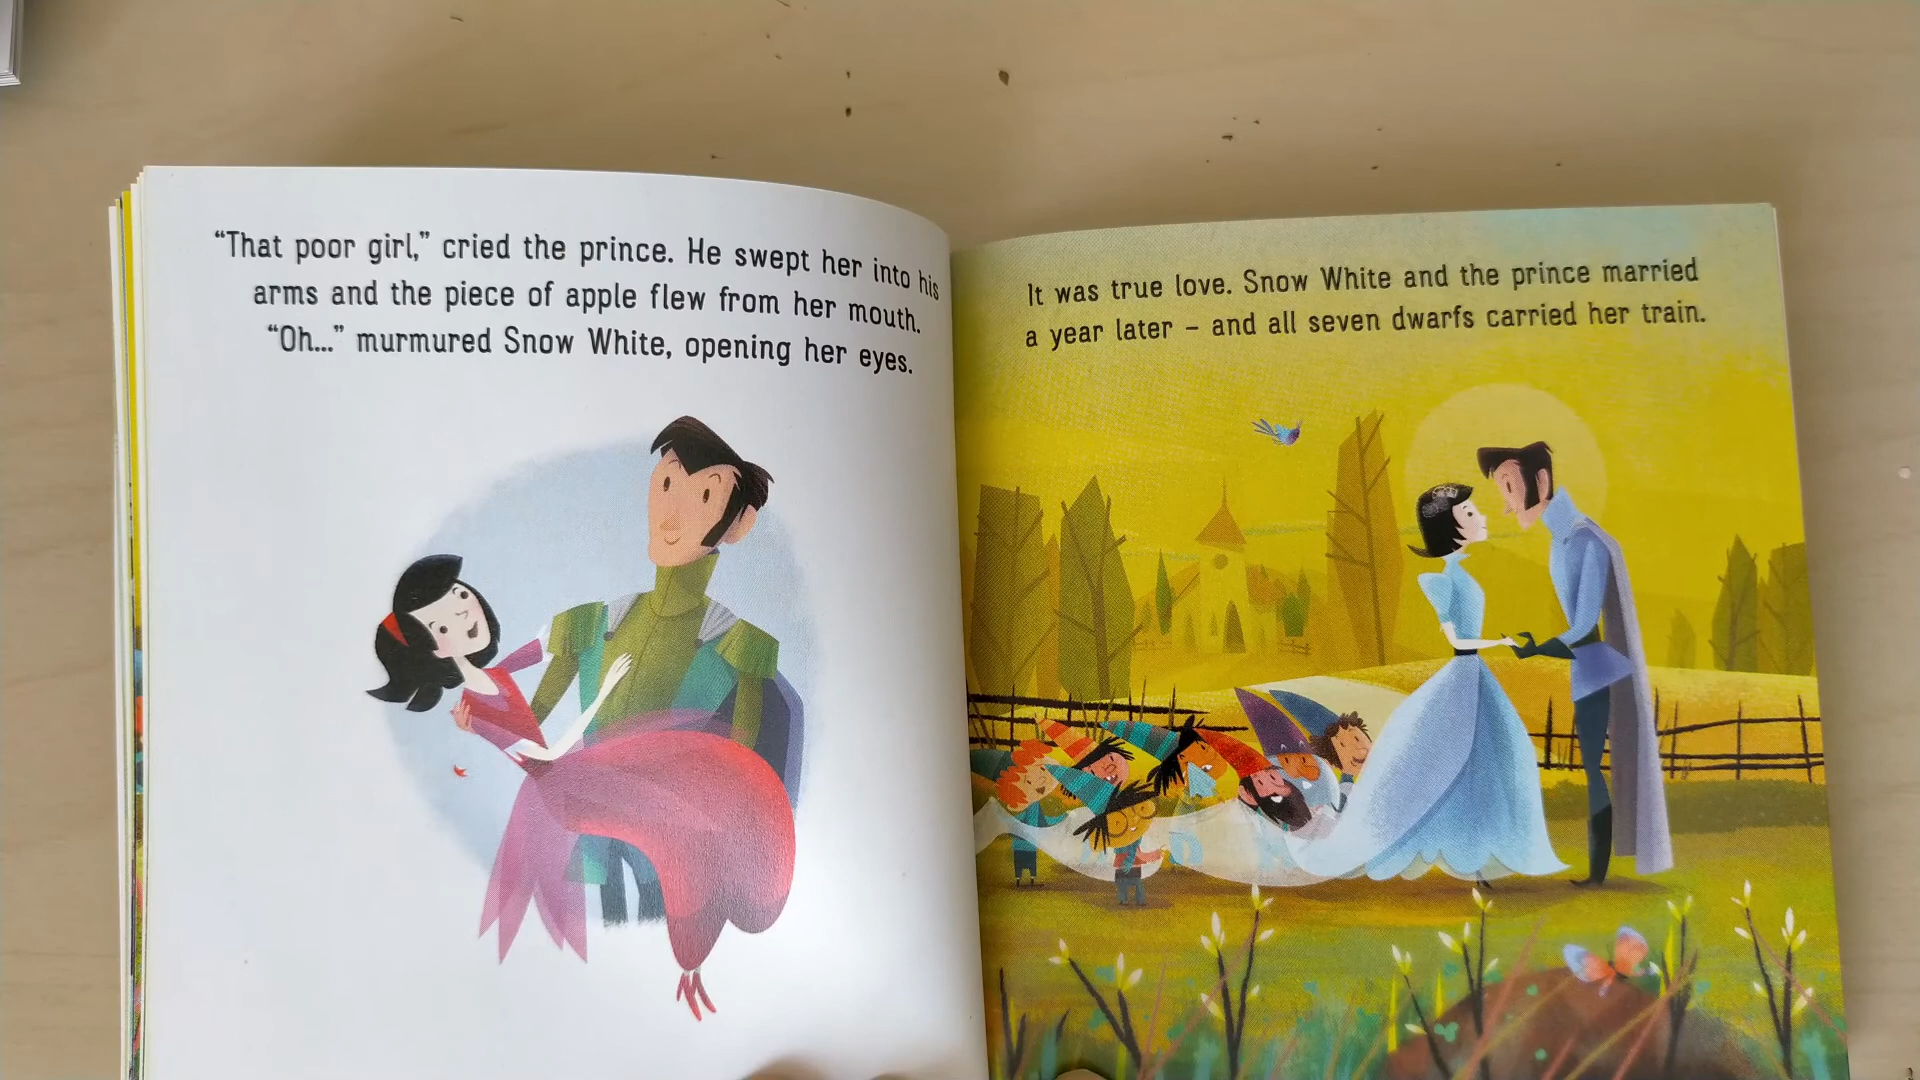 “That poor girl,” cried the prince. He swept her into his
arms and the piece of apple flew from her mouth.
“Oh...” murmured Snow White, opening her eyes.
It was true love. Snow White and the prince married
a year later – and all seven dwarfs carried her train.